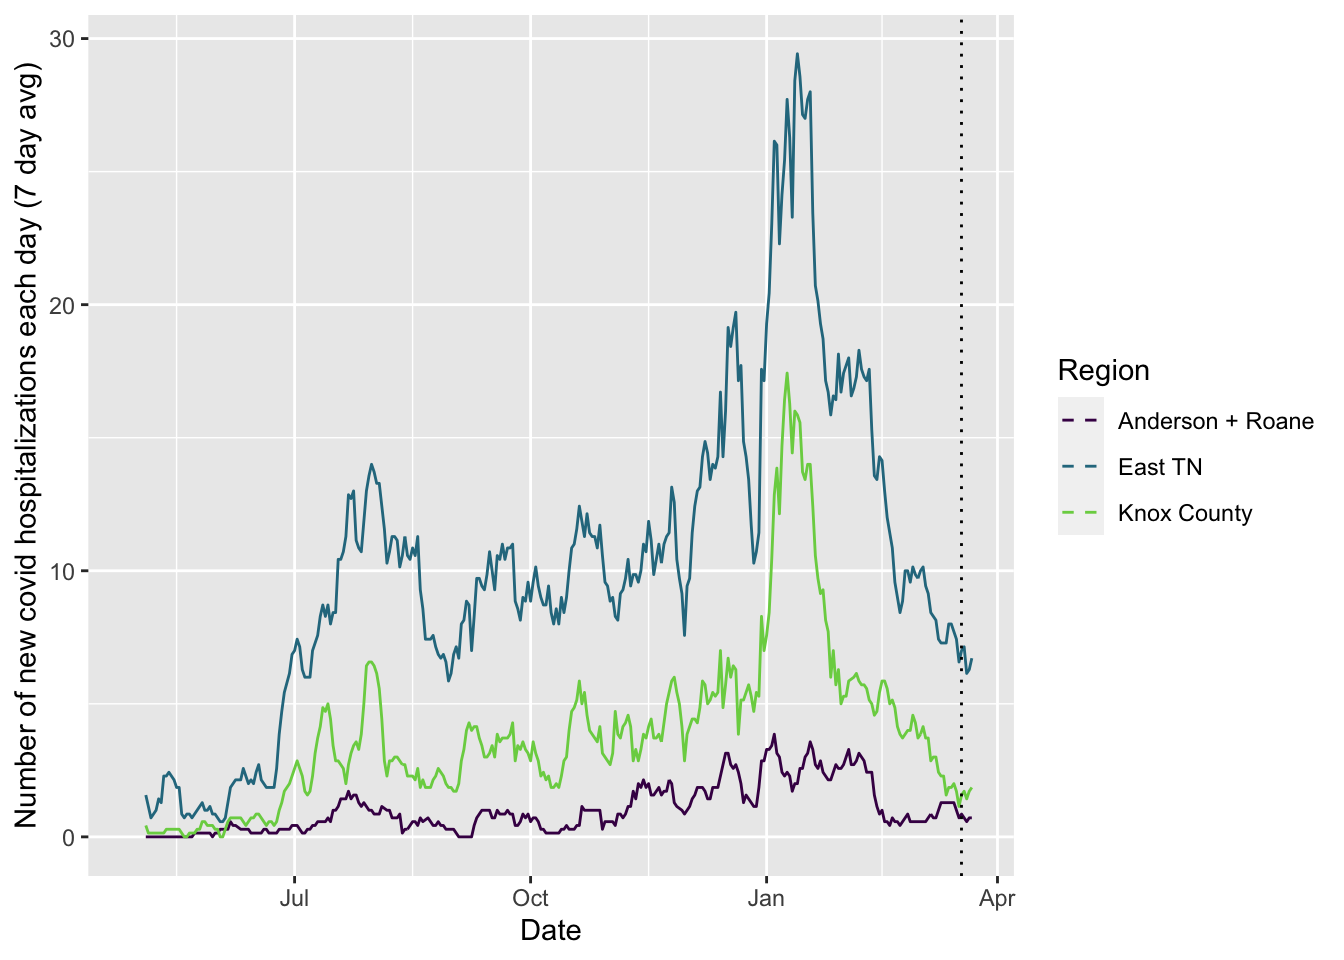 Number of new covid hospitalizations each day (7 day avg)
30
20
10
0
Jul
Oct
Jan
Apr
Date
Region
Anderson + Roane
East TN
Knox County